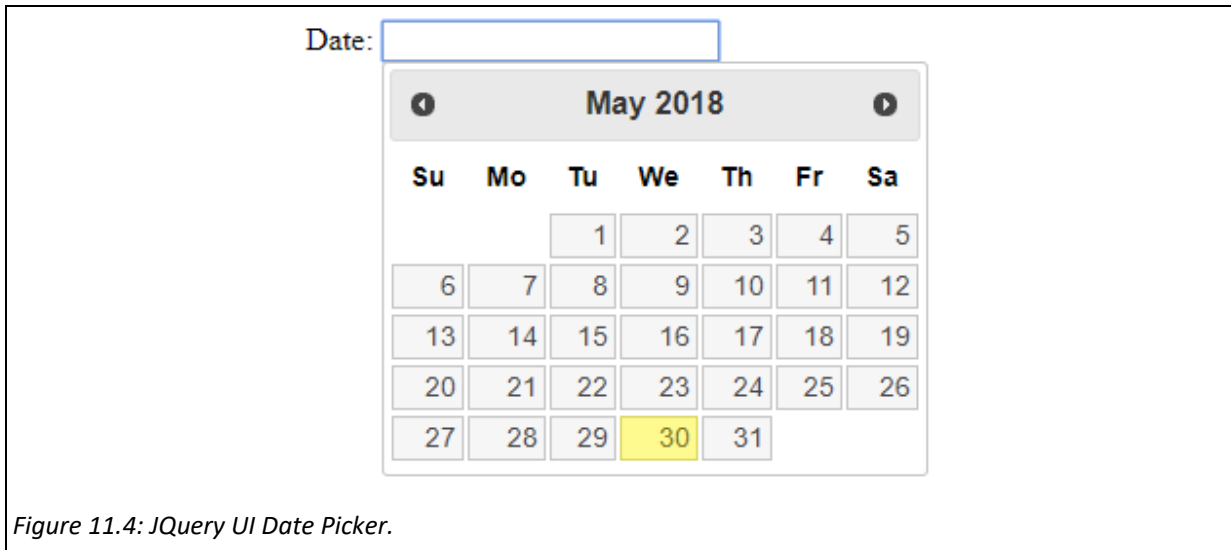 Date:
May 2018
Su Mo Tu We Th Fr Sa
1 2 3 4 5
6 7 8 9 10 11 12
13 14 15 16 17 18 19
20 21 22 23 24 25 26
27 28 29 30 31
Figure 11.4: JQuery UI Date Picker.